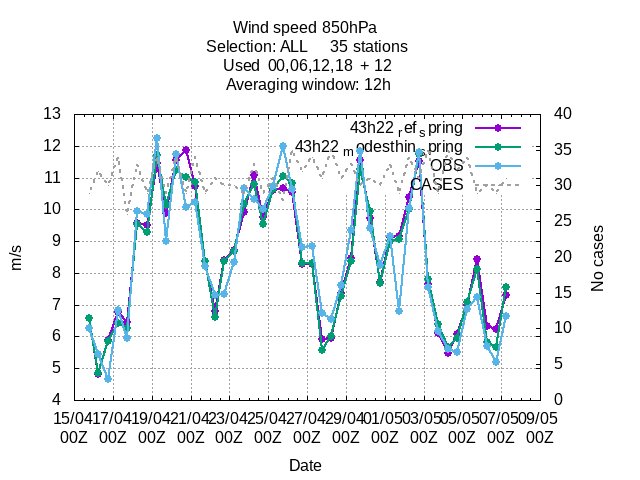 Wind speed 850hPa
Selection: ALL     35 stations
Used  00,06,12,18  + 12
Averaging window: 12h
43h22_ref_spring
43h22_modesthin_spring
OBS
CASES
13
12
11
10
9
8
7
6
5
4
40
35
30
25
20
15
10
5
0
m/s
No cases
15/04 17/04 19/04 21/04 23/04 25/04 27/04 29/04 01/05 03/05 05/05 07/05 09/05
00Z 00Z 00Z 00Z 00Z 00Z 00Z 00Z 00Z 00Z 00Z 00Z 00Z
Date